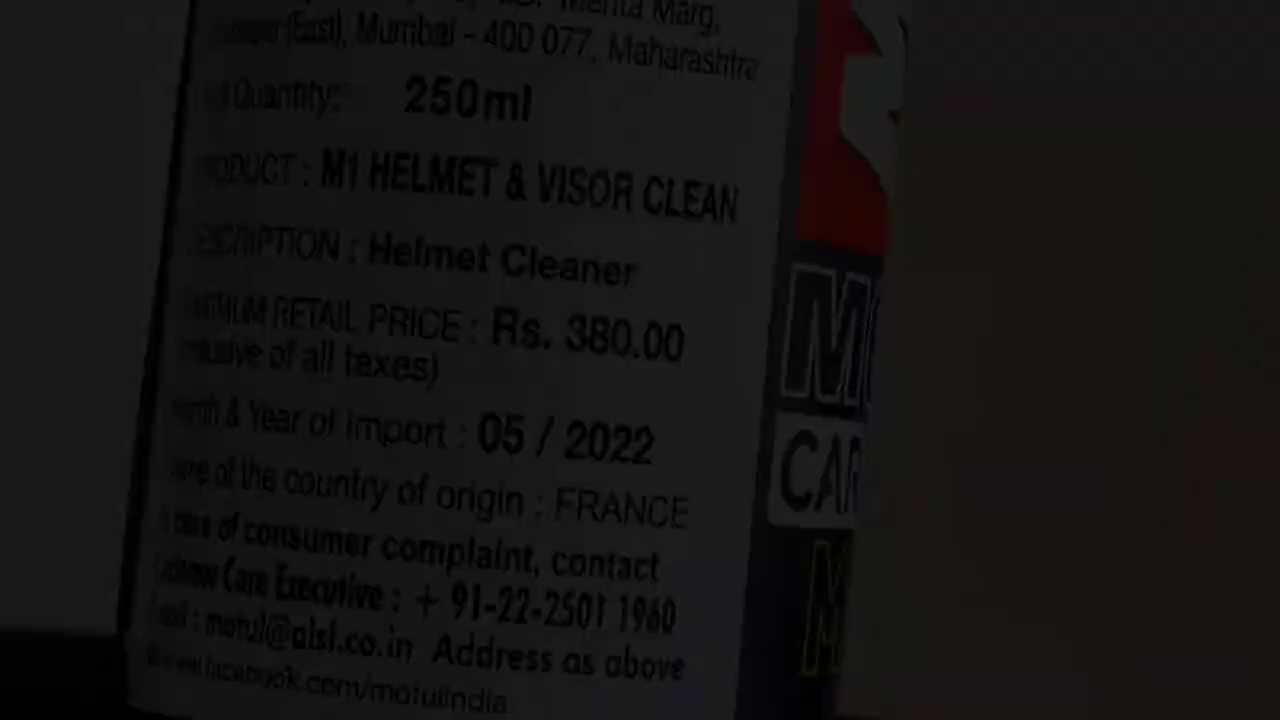 Mehta Marg,
(East), Mumbai - 400 077, Maharashtra
Quantity: 250ml
PRODUCT : M1 HELMET & VISOR CLEAN
DESCRIPTION : Helmet Cleaner
MAXIMUM RETAIL PRICE : Rs. 380.00
(inclusive of all taxes)
Month & Year of Import : 05 / 2022
Name of the country of origin : FRANCE
In case of consumer complaint, contact
Customer Care Executive : + 91-22-2501 1960
Email : motul@alsl.co.in Address as above
www.facebook.com/motulindia
CAR
M